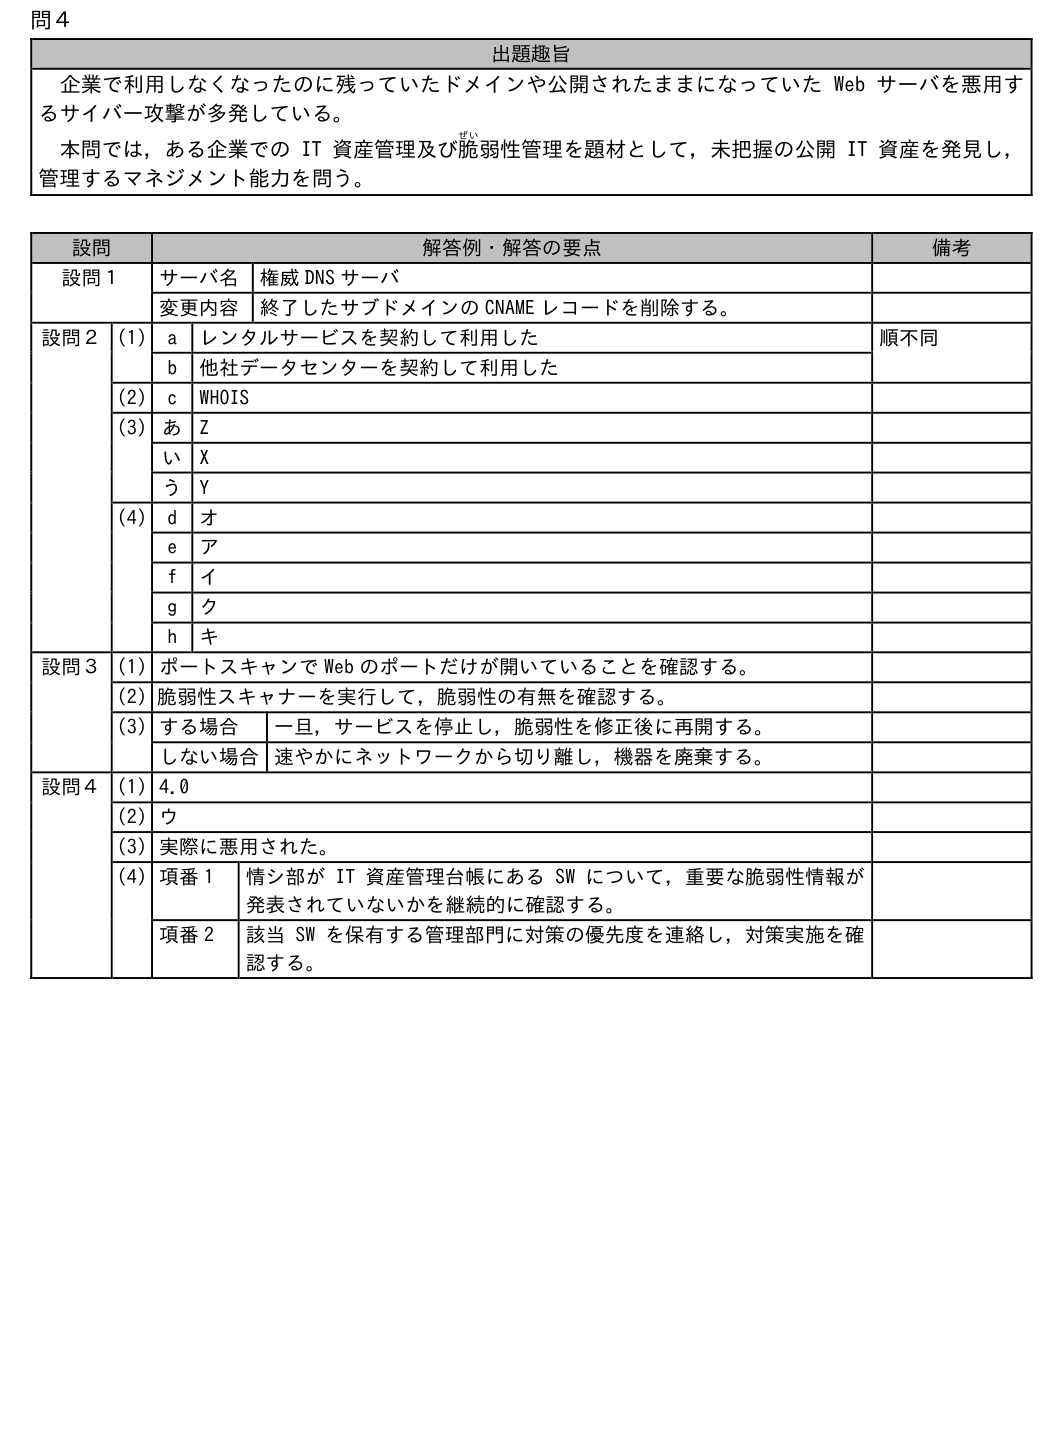 問４
出題趣旨
企業で利用しなくなったのに残っていたドメインや公開されたままになっていた Web サーバを悪用す
るサイバー攻撃が多発している。
ぜい
本問では，ある企業での IT 資産管理及び脆弱性管理を題材として，未把握の公開 IT 資産を発見し，
管理するマネジメント能力を問う。
設問 解答例・解答の要点 備考
設問１ サーバ名 権威 DNS サーバ
変更内容 終了したサブドメインの CNAME レコードを削除する。
設問２ (1) a レンタルサービスを契約して利用した 順不同
b 他社データセンターを契約して利用した
(2) c WHOIS
(3) あ Z
い X
う Y
(4) d オ
e ア
f イ
g ク
h キ
設問３ (1) ポートスキャンで Web のポートだけが開いていることを確認する。
(2) 脆弱性スキャナーを実行して，脆弱性の有無を確認する。
(3) する場合 一旦，サービスを停止し，脆弱性を修正後に再開する。
しない場合 速やかにネットワークから切り離し，機器を廃棄する。
設問４ (1) 4.0
(2) ウ
(3) 実際に悪用された。
(4) 項番１ 情シ部が IT 資産管理台帳にある SW について，重要な脆弱性情報が
発表されていないかを継続的に確認する。
項番２ 該当 SW を保有する管理部門に対策の優先度を連絡し，対策実施を確
認する。